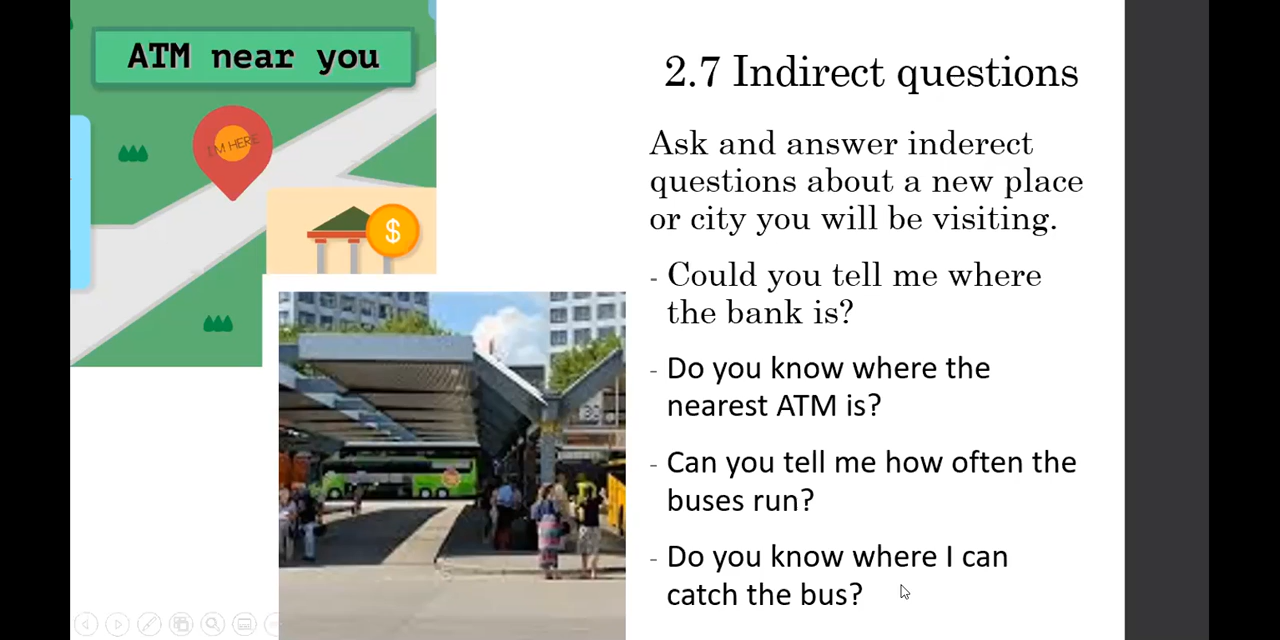 ATM near you
I'M HERE
$
2.7 Indirect questions
Ask and answer inderect
questions about a new place
or city you will be visiting.
- Could you tell me where
the bank is?
- Do you know where the
nearest ATM is?
- Can you tell me how often the
buses run?
- Do you know where I can
catch the bus?